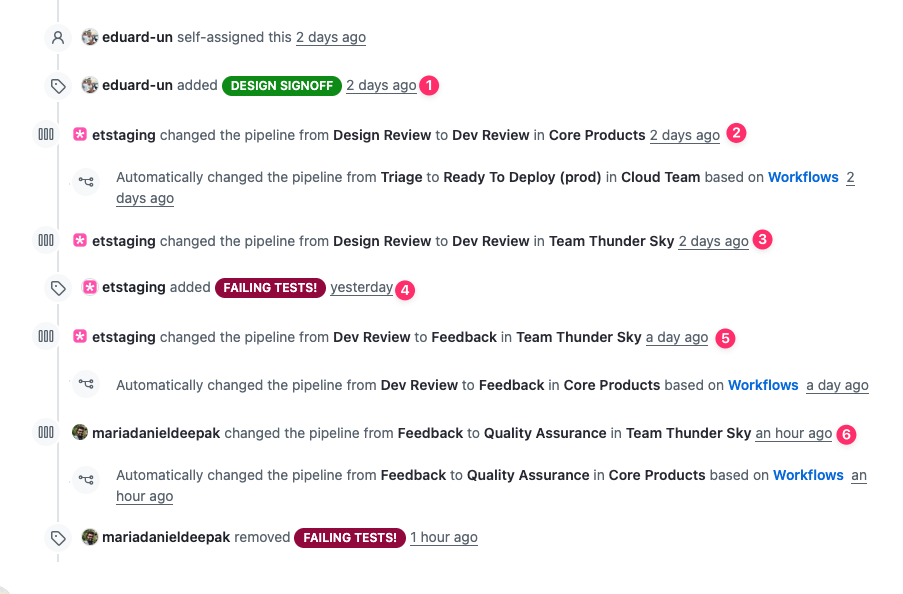 eduard-un self-assigned this 2 days ago
eduard-un added DESIGN SIGNOFF 2 days ago 1
etstaging changed the pipeline from Design Review to Dev Review in Core Products 2 days ago 2
Automatically changed the pipeline from Triage to Ready To Deploy (prod) in Cloud Team based on Workflows 2
days ago
etstaging changed the pipeline from Design Review to Dev Review in Team Thunder Sky 2 days ago 3
etstaging added FAILING TESTS! yesterday 4
etstaging changed the pipeline from Dev Review to Feedback in Team Thunder Sky a day ago 5
Automatically changed the pipeline from Dev Review to Feedback in Core Products based on Workflows a day ago
mariadanieldeepak changed the pipeline from Feedback to Quality Assurance in Team Thunder Sky an hour ago 6
Automatically changed the pipeline from Feedback to Quality Assurance in Core Products based on Workflows an
hour ago
mariadanieldeepak removed FAILING TESTS! 1 hour ago